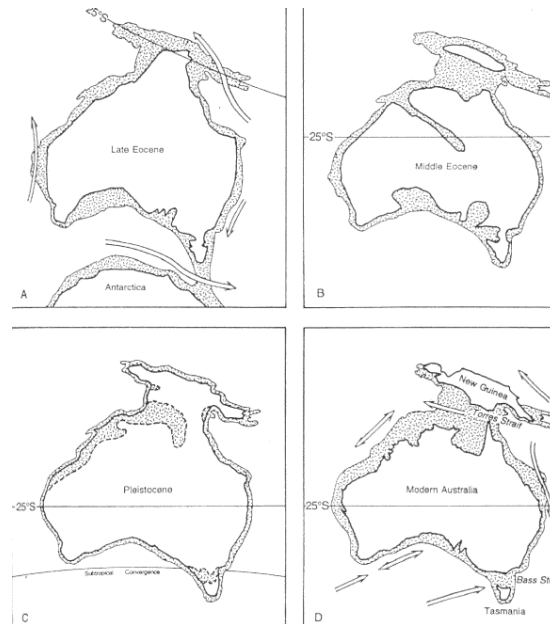 25°S
Late Eocene
Antarctica
A
25°S
Middle Eocene
B
Pleistocene
25°S
Subtropical Convergence
C
New Guinea
Torres Strait
Modern Australia
25°S
Bass St
Tasmania
D